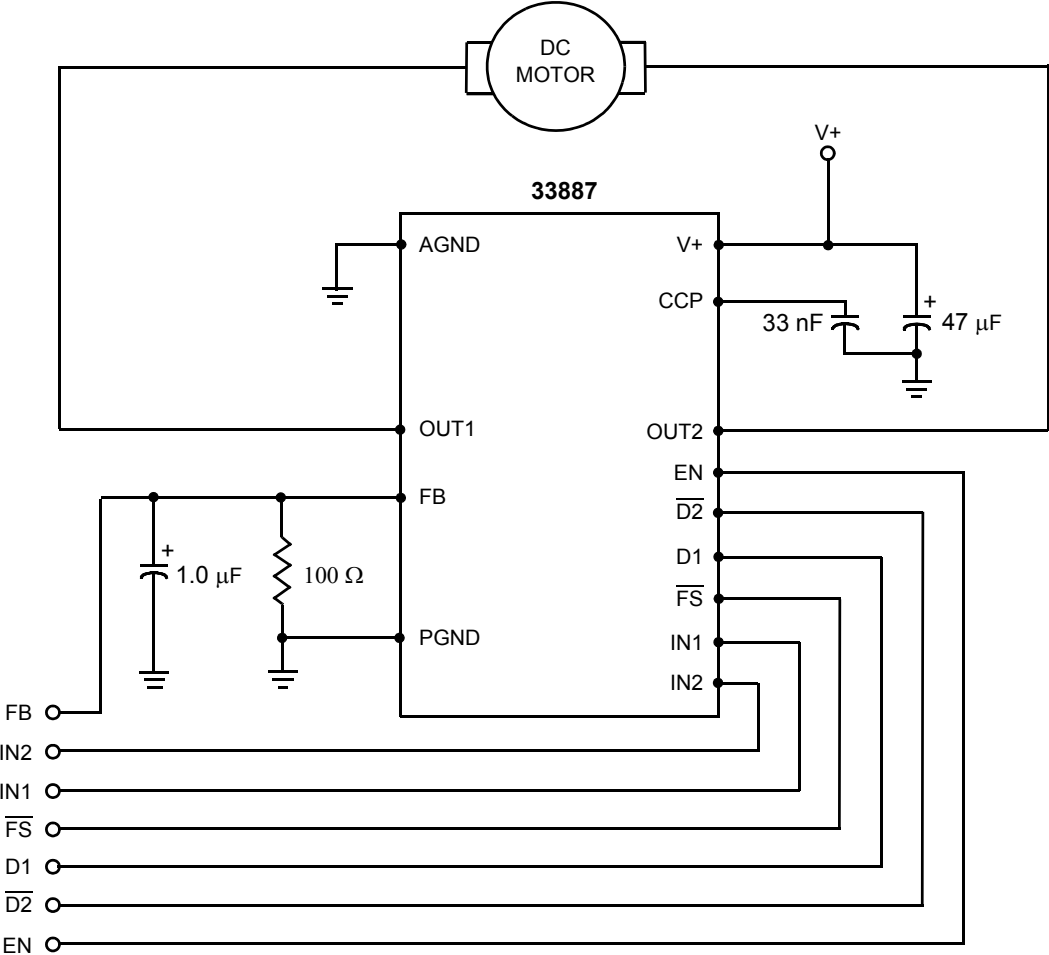 DC
MOTOR
V+
33887
AGND
V+
CCP
+
33 nF
47 μF
OUT1
OUT2
EN
FB
D2
+
1.0 μF
100 Ω
D1
FS
PGND
IN1
IN2
FB
IN2
IN1
FS
D1
D2
EN